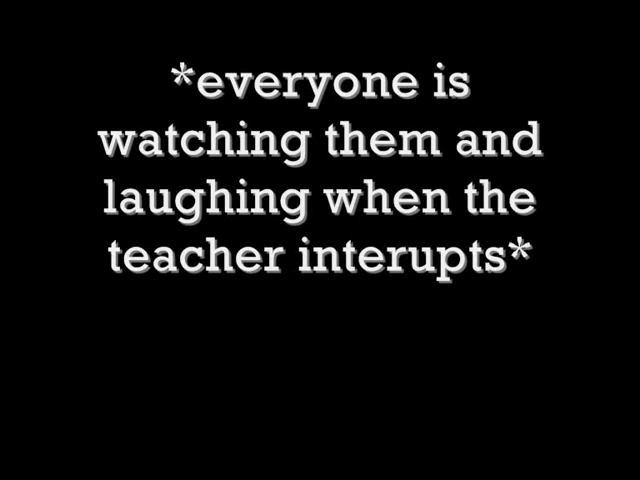 *everyone is
watching them and
laughing when the
teacher interupts*